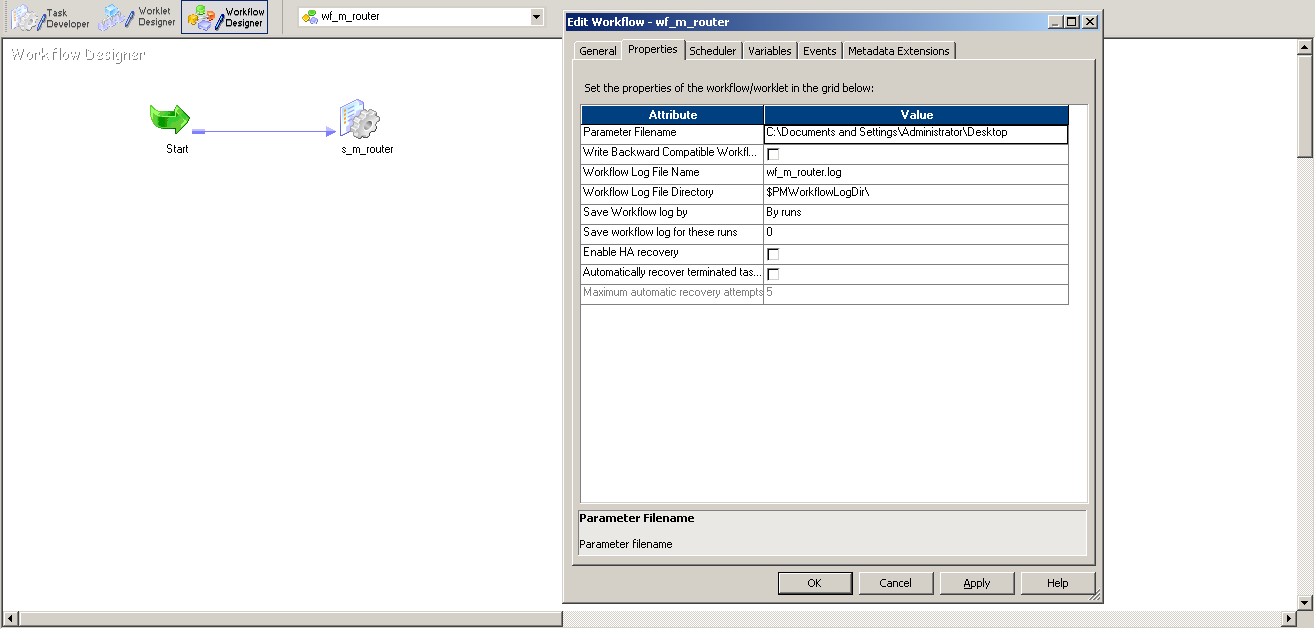 Task
Developer
Worklet
Designer
Workflow
Designer
wf_m_router
Workflow Designer
Start
s_m_router
Edit Workflow - wf_m_router
General Properties Scheduler Variables Events Metadata Extensions
Set the properties of the workflow/worklet in the grid below:
Attribute Value
Parameter Filename C:\Documents and Settings\Administrator\Desktop
Write Backward Compatible Workfl...
Workflow Log File Name wf_m_router.log
Workflow Log File Directory $PMWorkflowLogDir\
Save Workflow log by By runs
Save workflow log for these runs 0
Enable HA recovery
Automatically recover terminated tas...
Maximum automatic recovery attempts 5
Parameter Filename
Parameter filename
OK Cancel Apply Help